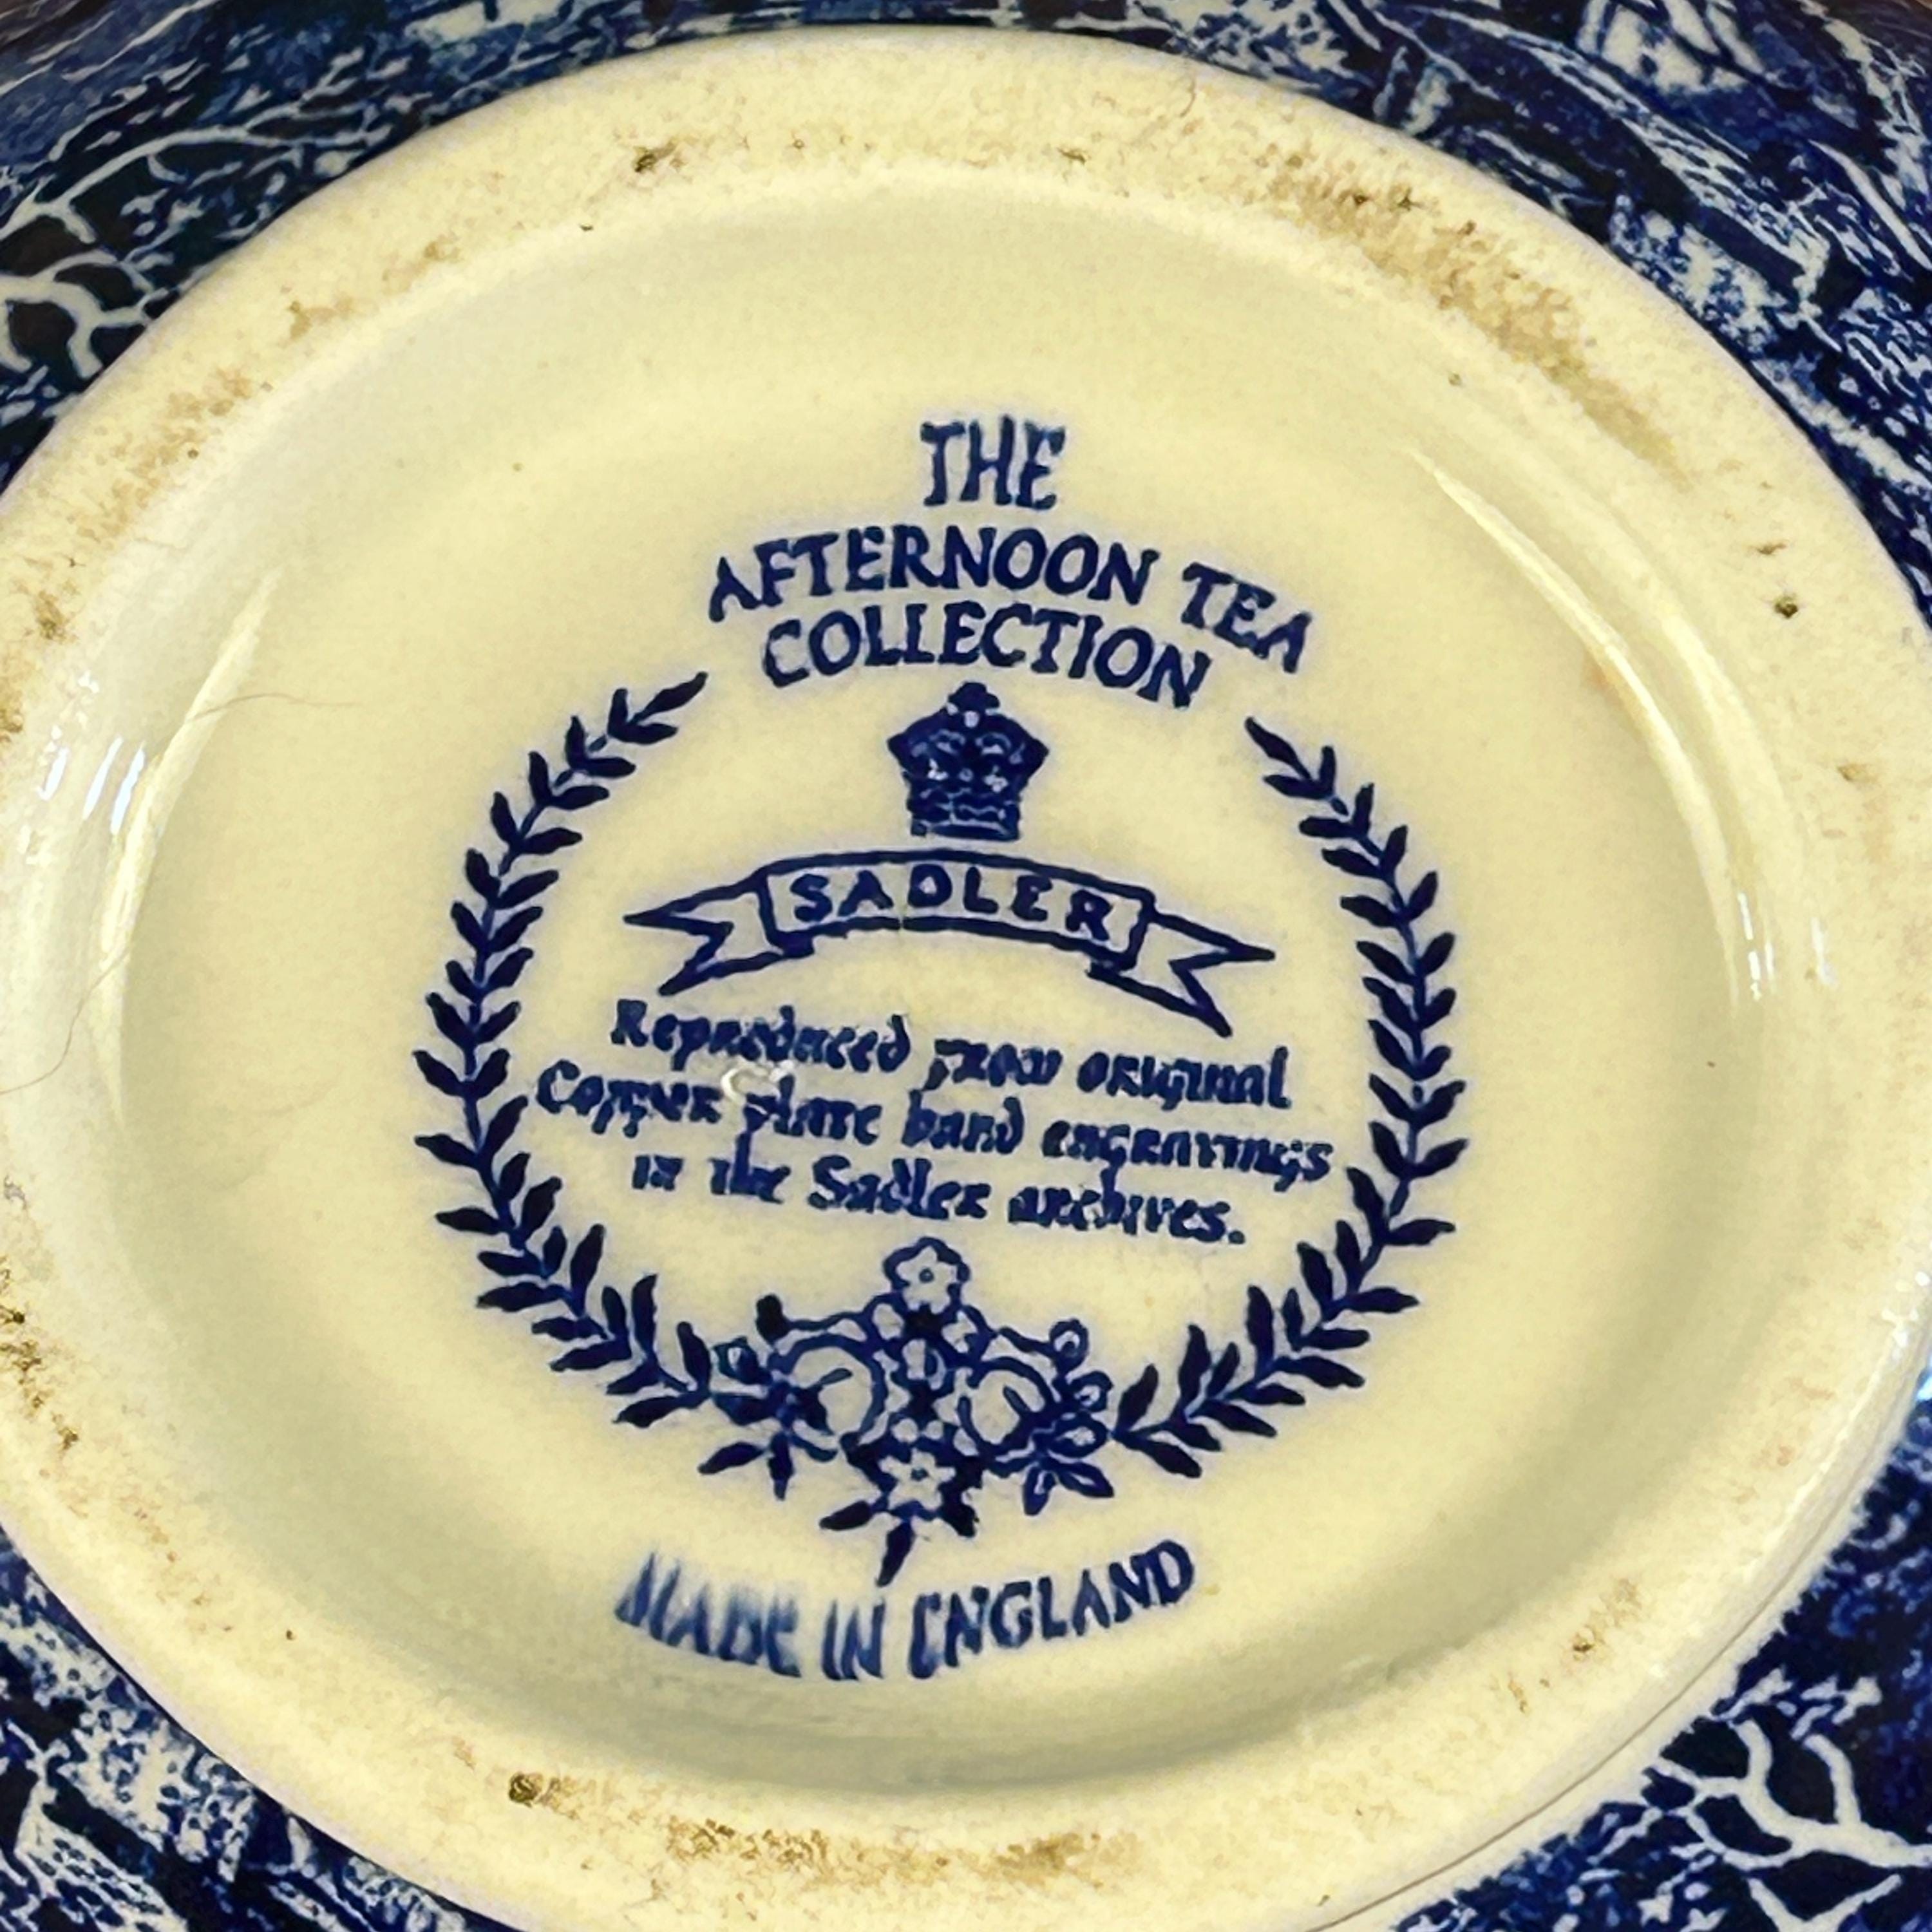 THE
AFTERNOON TEA
COLLECTION
SADLER
Reproduced from original
Copper plate hand engravings
in the Sadler archives.
MADE IN ENGLAND